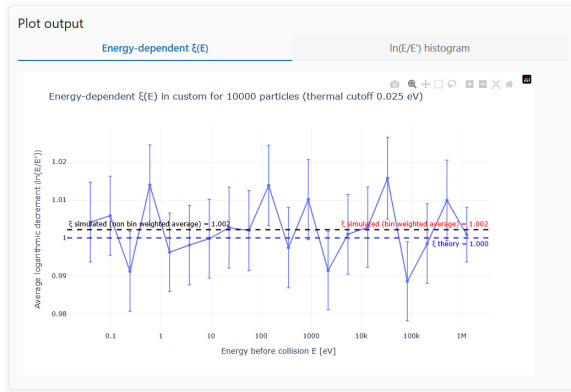 Plot output
Energy-dependent ξ(E)
ln(E/E') histogram
Energy-dependent ξ(E) in custom for 10000 particles (thermal cutoff 0.025 eV)
Average logaritmic decrement ⟨ln(E/E')⟩
1.02
1.01
1
0.99
0.98
ξ simulated (non bin weighted average) = 1.002
ξ simulated (bin weighted average) = 1.002
ξ theory = 1.000
0.1 1 10 100 1000 10k 100k 1M
Energy before collision E [eV]